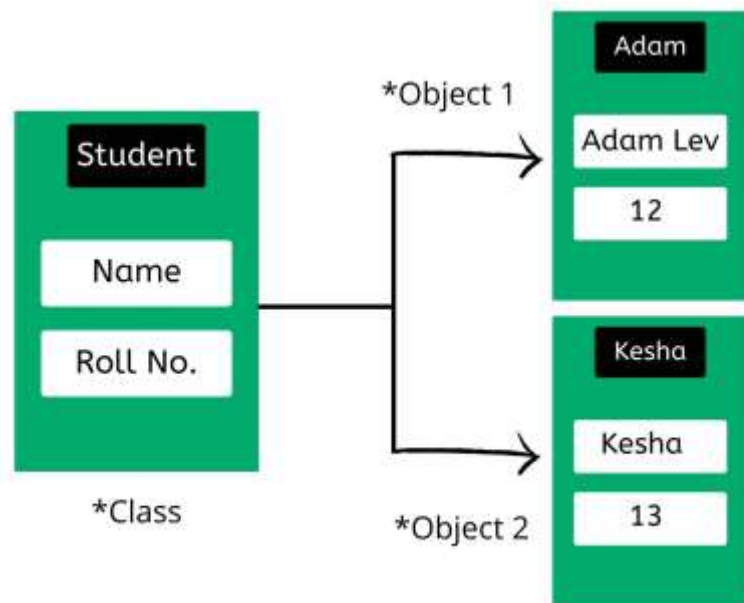 Student
Name
Roll No.
*Class
*Object 1
Adam
Adam Lev
12
*Object 2
Kesha
Kesha
13